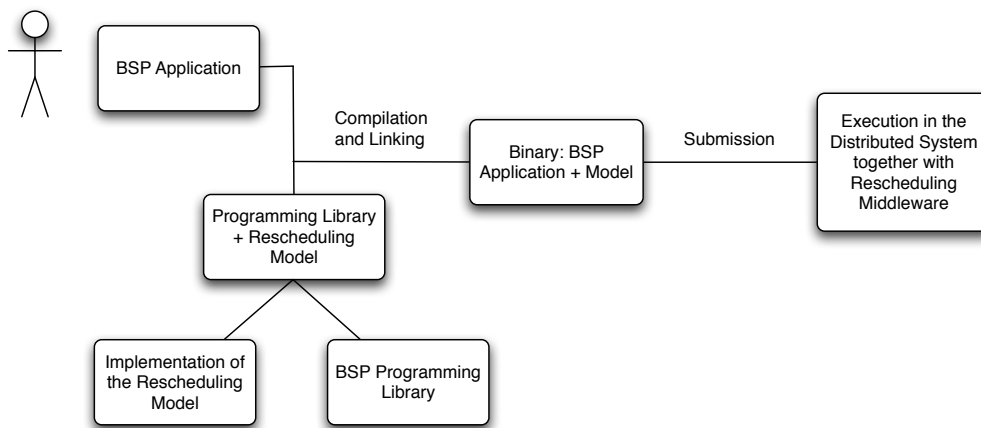 BSP Application
Compilation
and Linking
Binary: BSP
Application + Model
Submission
Execution in the
Distributed System
together with
Rescheduling
Middleware
Programming Library
+ Rescheduling
Model
Implementation of
the Rescheduling
Model
BSP Programming
Library